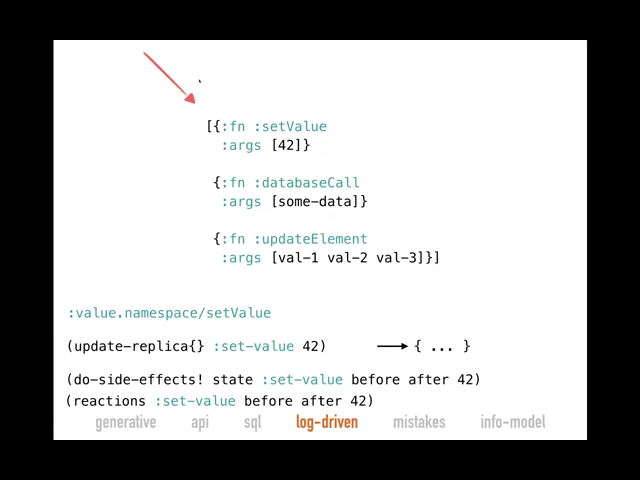 [{:fn :setValue
:args [42]}
{:fn :databaseCall
:args [some-data]}
{:fn :updateElement
:args [val-1 val-2 val-3]}]
:value.namespace/setValue
(update-replica{} :set-value 42) → { ... }
(do-side-effects! state :set-value before after 42)
(reactions :set-value before after 42)
generative api sql log-driven mistakes info-model